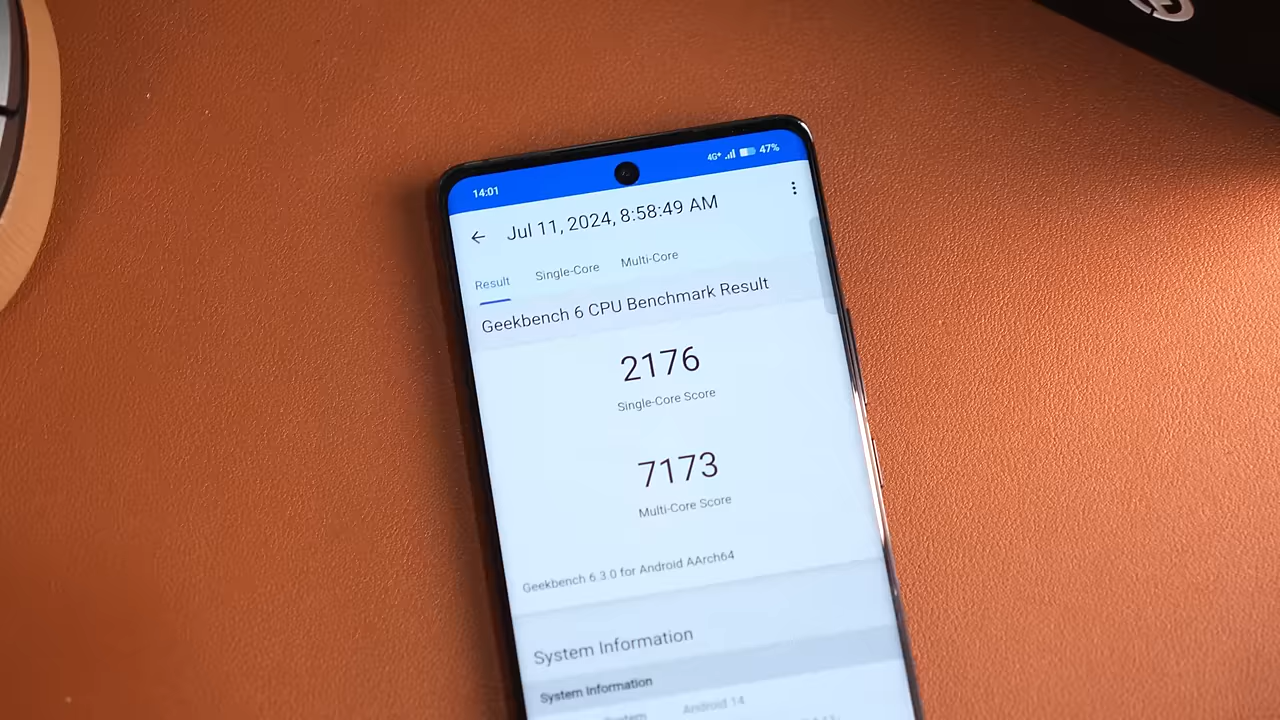 14:01 4G+ 47%
Jul 11, 2024, 8:58:49 AM
Result Single-Core Multi-Core
Geekbench 6 CPU Benchmark Result
2176
Single-Core Score
7173
Multi-Core Score
Geekbench 6.3.0 for Android AArch64
System Information
System Information
System Android 14